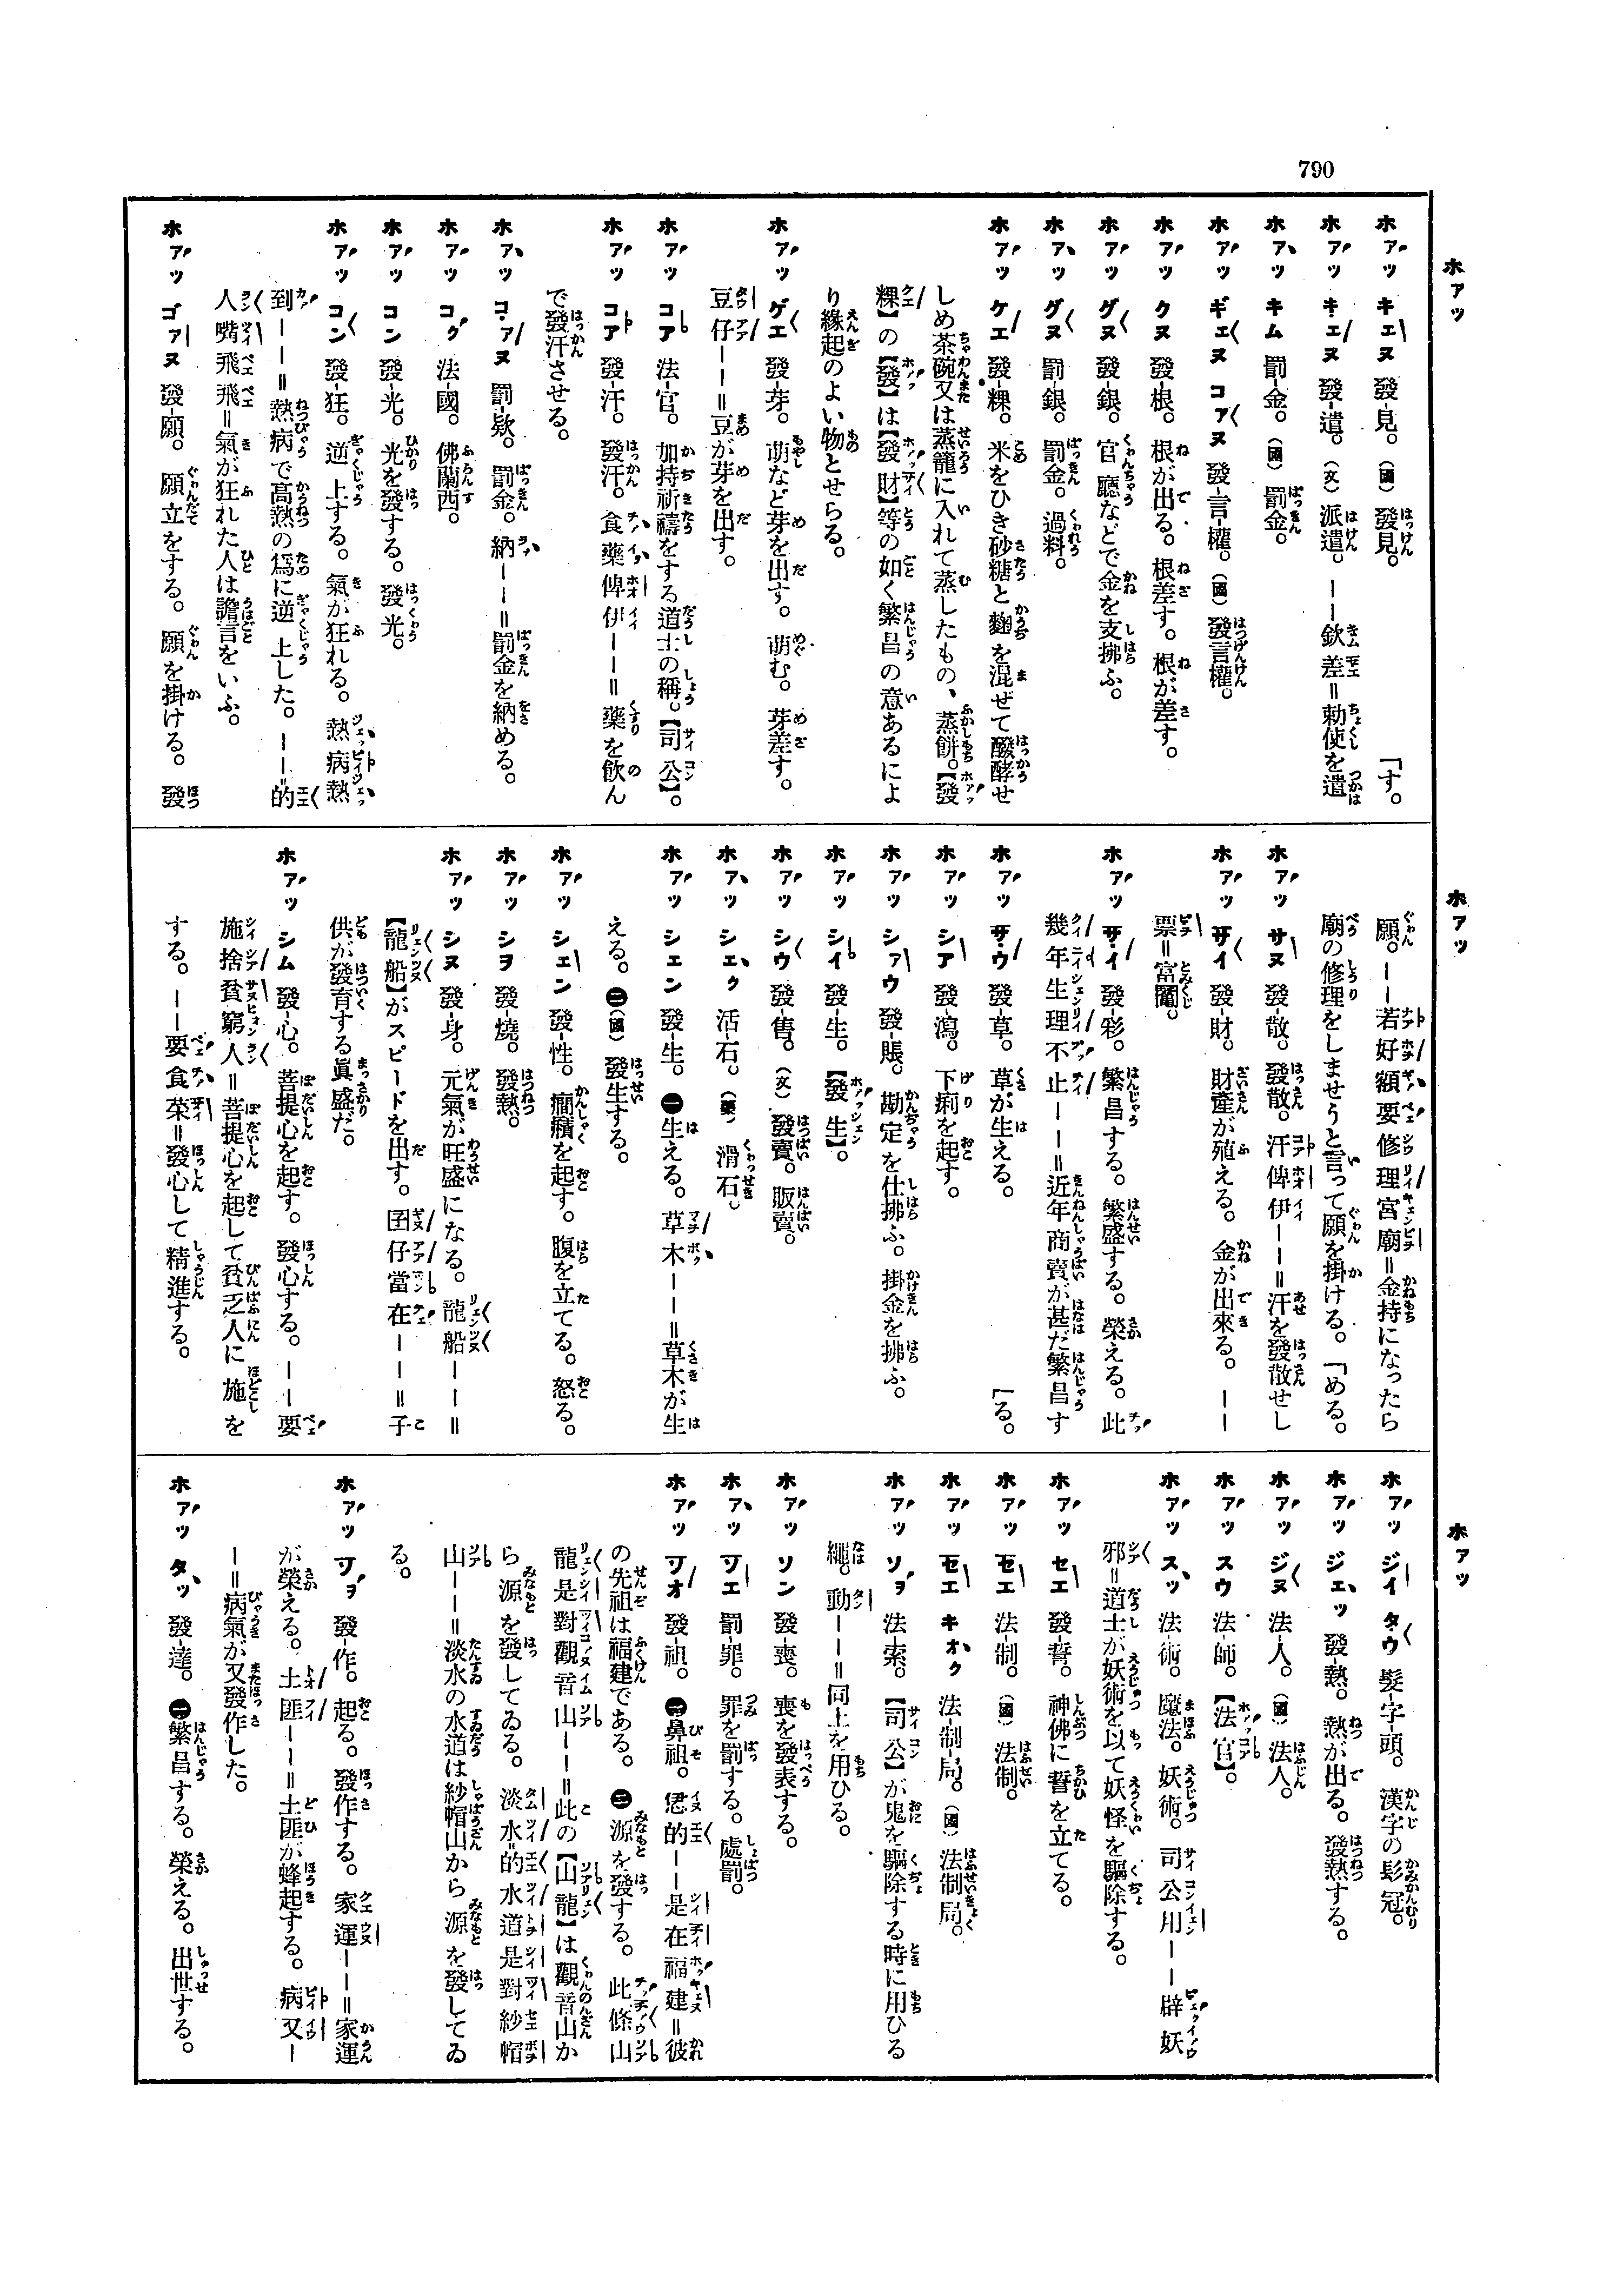 790
ホアッ
ホアッ キェヌ 發-見。(國) 發見。 「す。
ホアッ キェヌ 發-遣。(文) 派遣。——欽差=勅使を遣
ホアッ キム 罰-金。(國) 罰金。
ホアッ ギェヌ コアヌ 發-言-權。(國) 發言權。
ホアッ クヌ 發-根。 根が出る。根差す。根が差す。
ホアッ グヌ 發-銀。 官廳などで金を支拂ふ。
ホアッ グヌ 罰-銀。 罰金。過料。
ホアッ ケエ 發-粿。 米をひき砂糖と麴を混ぜて醱酵せ
しめ茶碗又は蒸籠に入れて蒸したもの、蒸餅。【發
粿】の【發】は【發財】等の如く繁昌の意あるによ
り緣起のよい物とせらる。
ホアッ ゲエ 發-芽。 萌など芽を出す。萌む。芽差す。
豆仔——=豆が芽を出す。
ホアッ コア 法-官。 加持祈禱をする道士の稱。【司公】。
ホアッ コア 發-汗。 發汗。食藥俾伊——=藥を飮ん
で發汗させる。
ホアッ コアヌ 罰-欵。 罰金。納——=罰金を納める。
ホアッ コク 法-國。 佛蘭西。
ホアッ コン 發-光。 光を發する。發光。
ホアッ コン 發-狂。 逆上する。氣が狂れる。熱病熱
到——=熱病で高熱の爲に逆上した。——的
人嘴飛飛=氣が狂れた人は譫言をいふ。
ホアッ ゴアヌ 發-願。 願立をする。願を掛ける。發
ホアッ
願。——若好額要修理宮廟=金持になったら
廟の修理をしませうと言って願を掛ける。 「める。
ホアッ サヌ 發-散。 發散。汗俾伊——=汗を發散せし
ホアッ サイ 發-財。 財產が殖える。金が出來る。——
票=富鬮。
ホアッ サイ 發-彩。 繁昌する。繁盛する。榮える。此
幾年生理不止——=近年商賣が甚だ繁昌す
ホアッ サウ 發-草。 草が生える。 「る。
ホアッ シア 發-瀉。 下痢を起す。
ホアッ シァウ 發-賬。 勘定を仕拂ふ。掛金を拂ふ。
ホアッ シイ 發-生。【發生】。
ホアッ シウ 發-售。(文) 發賣。販賣。
ホアッ シェク 活-石。(藥) 滑石。
ホアッ シェン 發-生。 ㊀生える。草木——=草木が生
える。㊁(國) 發生する。
ホアッ シェン 發-性。 癇癪を起す。腹を立てる。怒る。
ホアッ シヲ 發-燒。 發熱。
ホアッ シヌ 發-身。 元氣が旺盛になる。龍船——=
【龍船】がスピードを出す。囝仔當在——=子
供が發育する眞盛だ。
ホアッ シム 發-心。 菩提心を起す。發心する。——要
施捨貧窮人=菩提心を起して貧乏人に施を
する。——要食菜=發心して精進する。
ホアッ
ホアッ ジイ タウ 髮-字-頭。 漢字の髟冠。
ホアッ ジェッ 發-熱。 熱が出る。發熱する。
ホアッ ジヌ 法-人。(國) 法人。
ホアッ スウ 法-師。【法官】。
ホアッ スッ 法-術。 魔法。妖術。司公用——辟妖
邪=道士が妖術を以て妖怪を驅除する。
ホアッ セエ 發-誓。 神佛に誓を立てる。
ホアッ セエ 法-制。(國) 法制。
ホアッ セエ キオク 法-制-局。(國) 法制局。
ホアッ ソヲ 法-索。【司公】が鬼を驅除する時に用ひる
繩。動——=同上を用ひる。
ホアッ ソン 發-喪。 喪を發表する。
ホアッ ソエ 罰-罪。 罪を罰する。處罰。
ホアッ ソオ 發-祖。 ㊀鼻祖。㤙的——是在福建=彼
の先祖は福建である。㊁源を發する。此條山
龍是對觀音山——=此の【山龍】は觀音山か
ら源を發してゐる。淡水的水道是對紗帽
山——=淡水の水道は紗帽山から源を發してゐ
る。
ホアッ ソヲ 發-作。 起る。發作する。家運——=家運
が榮える。土匪——=土匪が蜂起する。病又—
—=病氣が又發作した。
ホアッ タッ 發-達。 ㊀繁昌する。榮える。出世する。